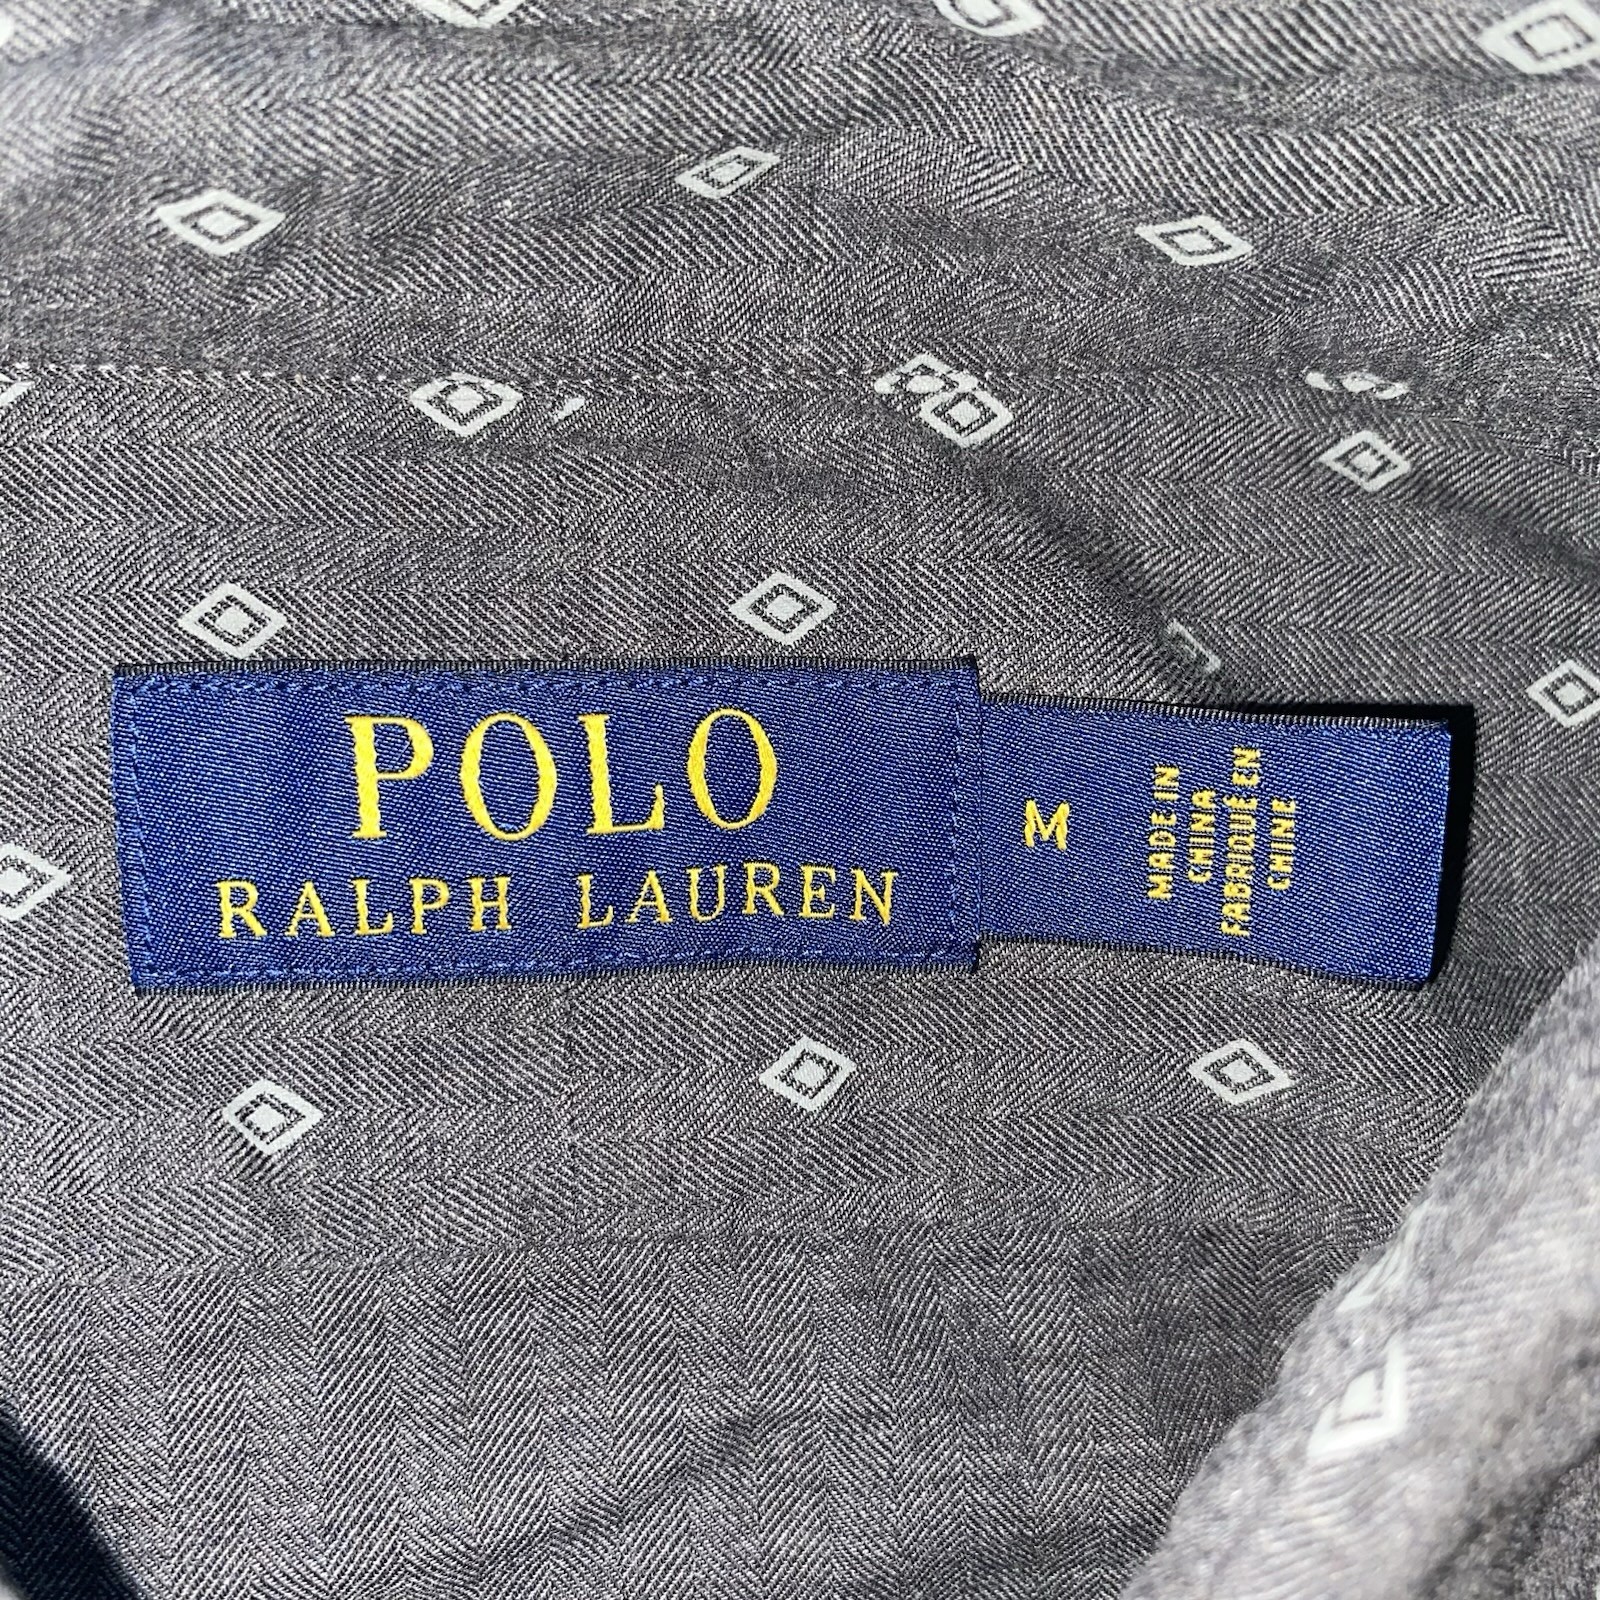 POLO
RALPH LAUREN
M
MADE IN
CHINA
FABRIQUÉ EN
CHINE